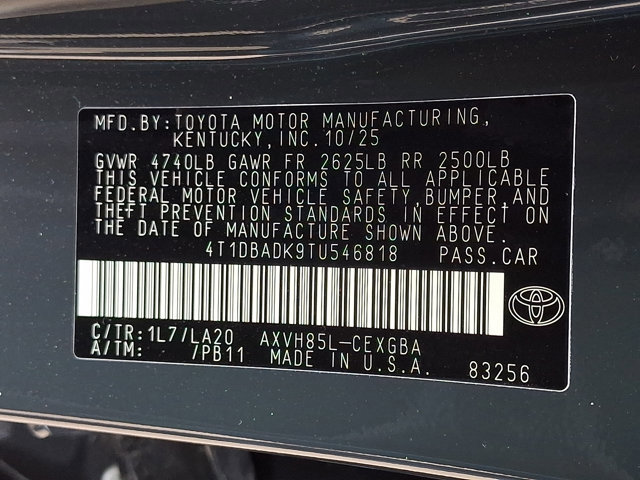 MFD. BY: TOYOTA MOTOR MANUFACTURING,
KENTUCKY, INC. 10/25
GVWR 4740LB GAWR FR 2625LB RR 2500LB
THIS VEHICLE CONFORMS TO ALL APPLICABLE
FEDERAL MOTOR VEHICLE SAFETY, BUMPER, AND
THEFT PREVENTION STANDARDS IN EFFECT ON
THE DATE OF MANUFACTURE SHOWN ABOVE.
4T1DBADK9TU546818 PASS.CAR
C/TR: 1L7/LA20 AXVH85L-CEXGBA
A/TM: 7PB11 MADE IN U.S.A. 83256